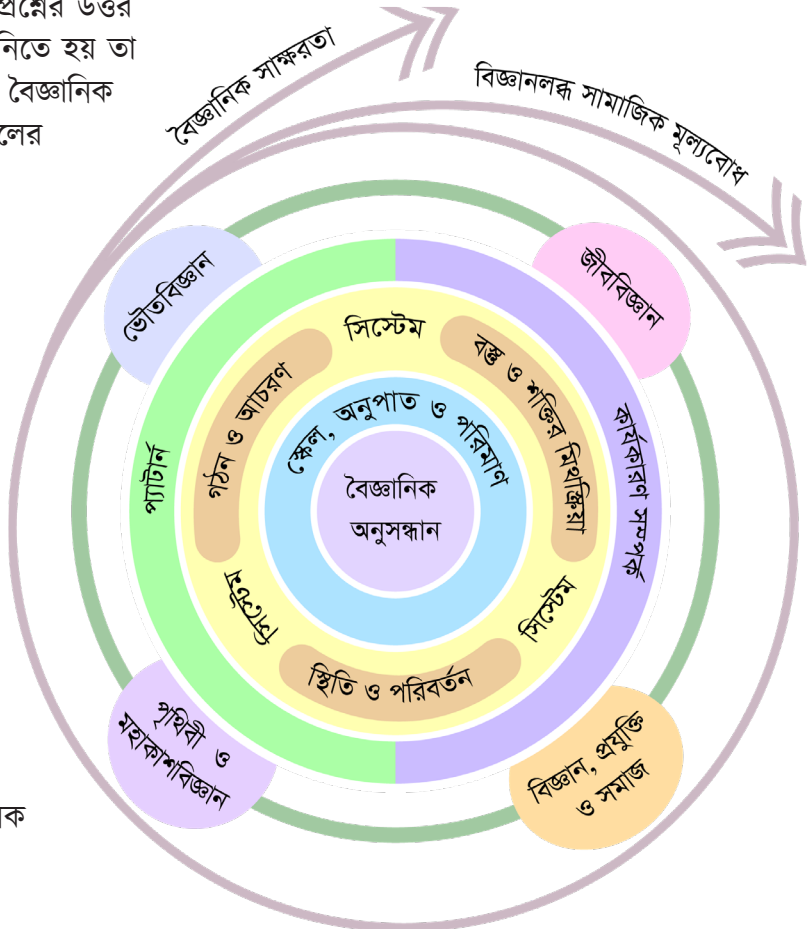 প্রশ্নের উত্তর
নিতে হয় তা
বৈজ্ঞানিক
লের
বৈজ্ঞানিক সাক্ষরতা
বিজ্ঞানলব্ধ সামাজিক মূল্যবোধ
ভৌতবিজ্ঞান
জীববিজ্ঞান
প্যাটার্ন
কার্যকারণ সম্পর্ক
সিস্টেম
গঠন ও আচরণ
বস্তু ও শক্তির মিথস্ক্রিয়া
স্কেল, অনুপাত ও পরিমাণ
বৈজ্ঞানিক
অনুসন্ধান
সিস্টেম
সিস্টেম
স্থিতি ও পরিবর্তন
পৃথিবী ও
মহাকাশবিজ্ঞান
বিজ্ঞান, প্রযুক্তি
ও সমাজ
ক